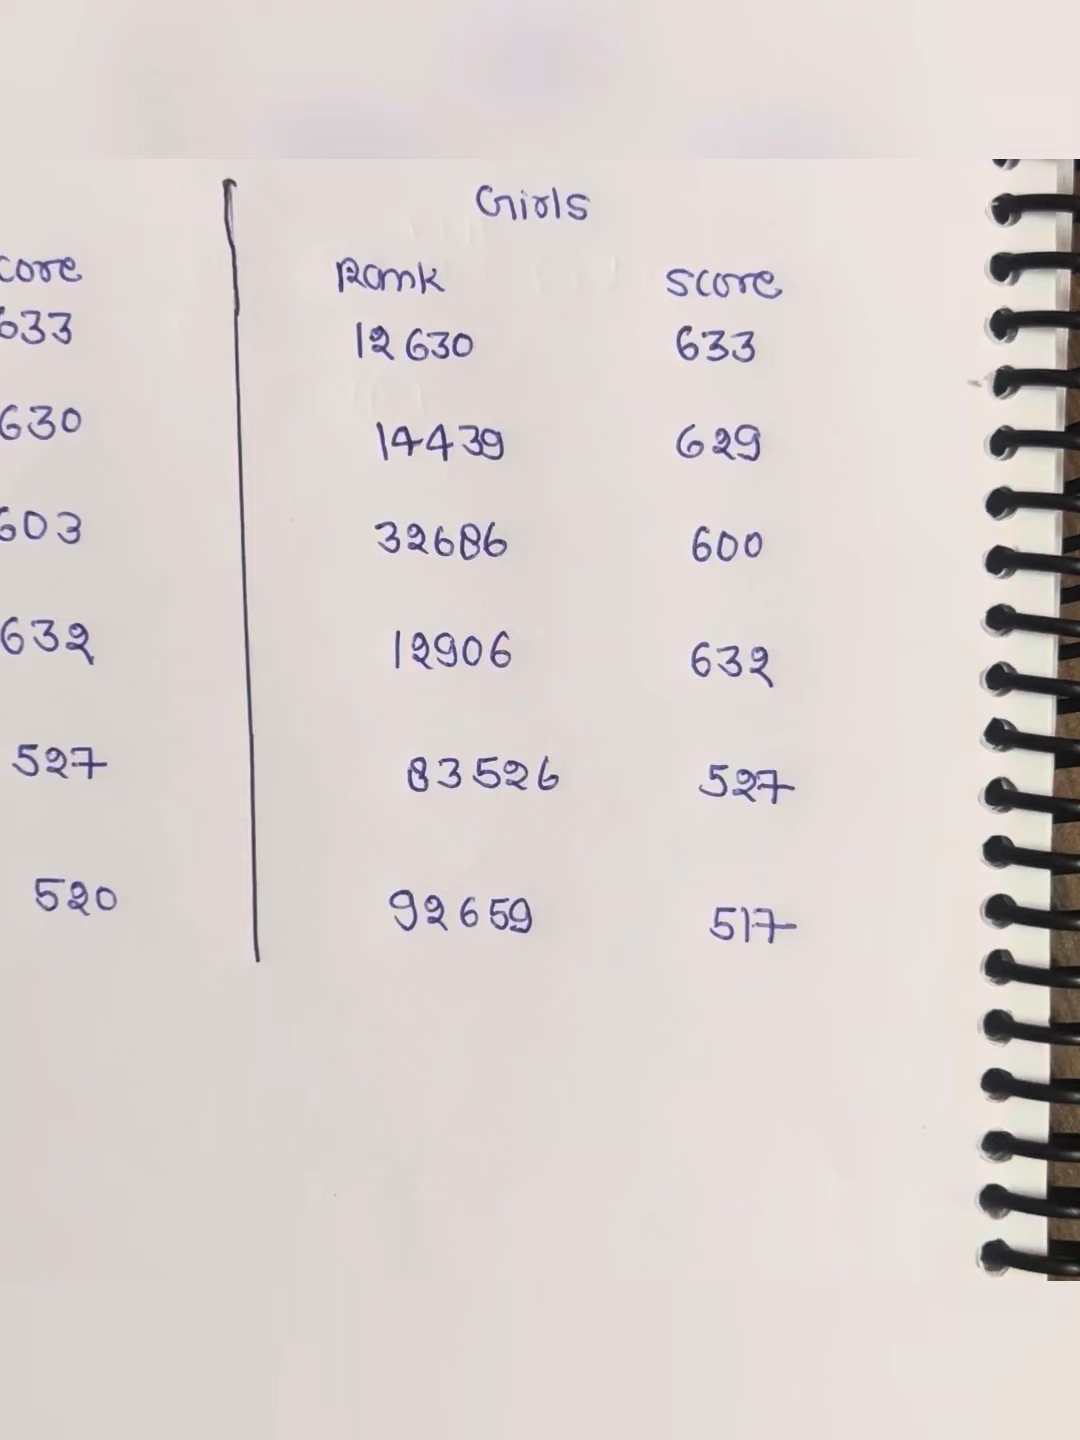 Girls
core Rank score
633 12630 633
630 14439 629
603 32686 600
632 12906 632
527 83526 527
520 92659 517